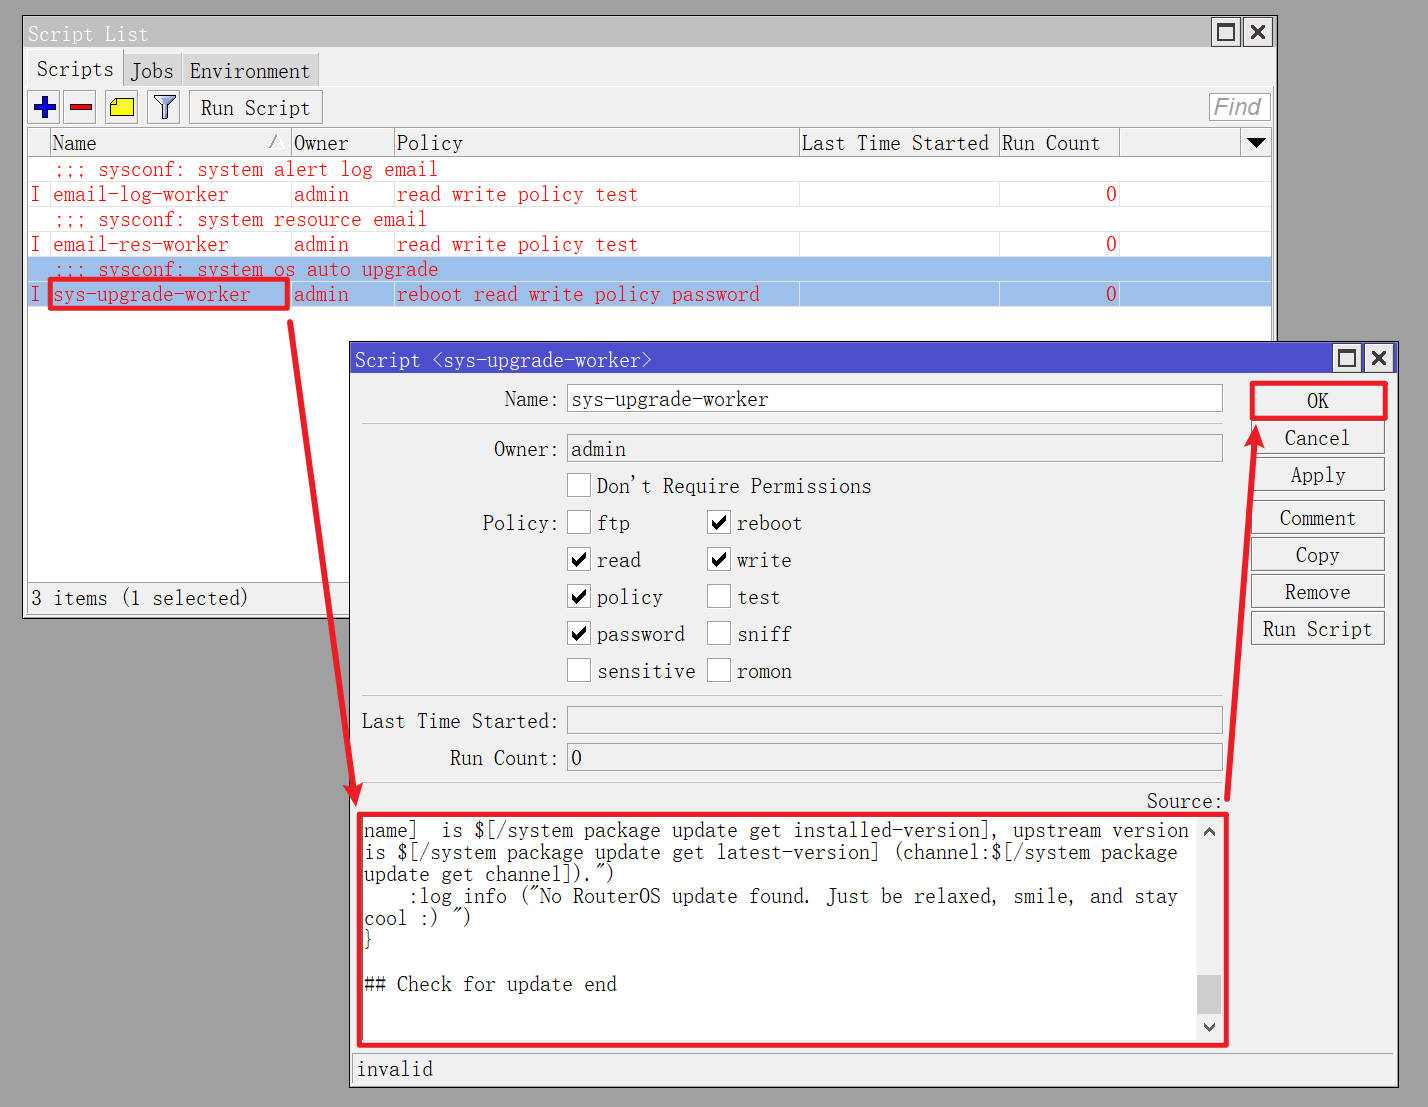 Script List
Scripts Jobs Environment
Run Script Find
Name Owner Policy Last Time Started Run Count
;;; sysconf: system alert log email
I email-log-worker admin read write policy test 0
;;; sysconf: system resource email
I email-res-worker admin read write policy test 0
;;; sysconf: system os auto upgrade
I sys-upgrade-worker admin reboot read write policy password 0
3 items (1 selected)
Script <sys-upgrade-worker>
Name: sys-upgrade-worker
OK
Owner: admin
Cancel
Don't Require Permissions
Apply
Policy: ftp reboot
Comment
read write
Copy
policy test
Remove
password sniff
Run Script
sensitive romon
Last Time Started:
Run Count: 0
Source:
name]  is $[/system package update get installed-version], upstream version
is $[/system package update get latest-version] (channel:$[/system package
update get channel]).")
    :log info ("No RouterOS update found. Just be relaxed, smile, and stay
cool :) ")
}
## Check for update end
invalid